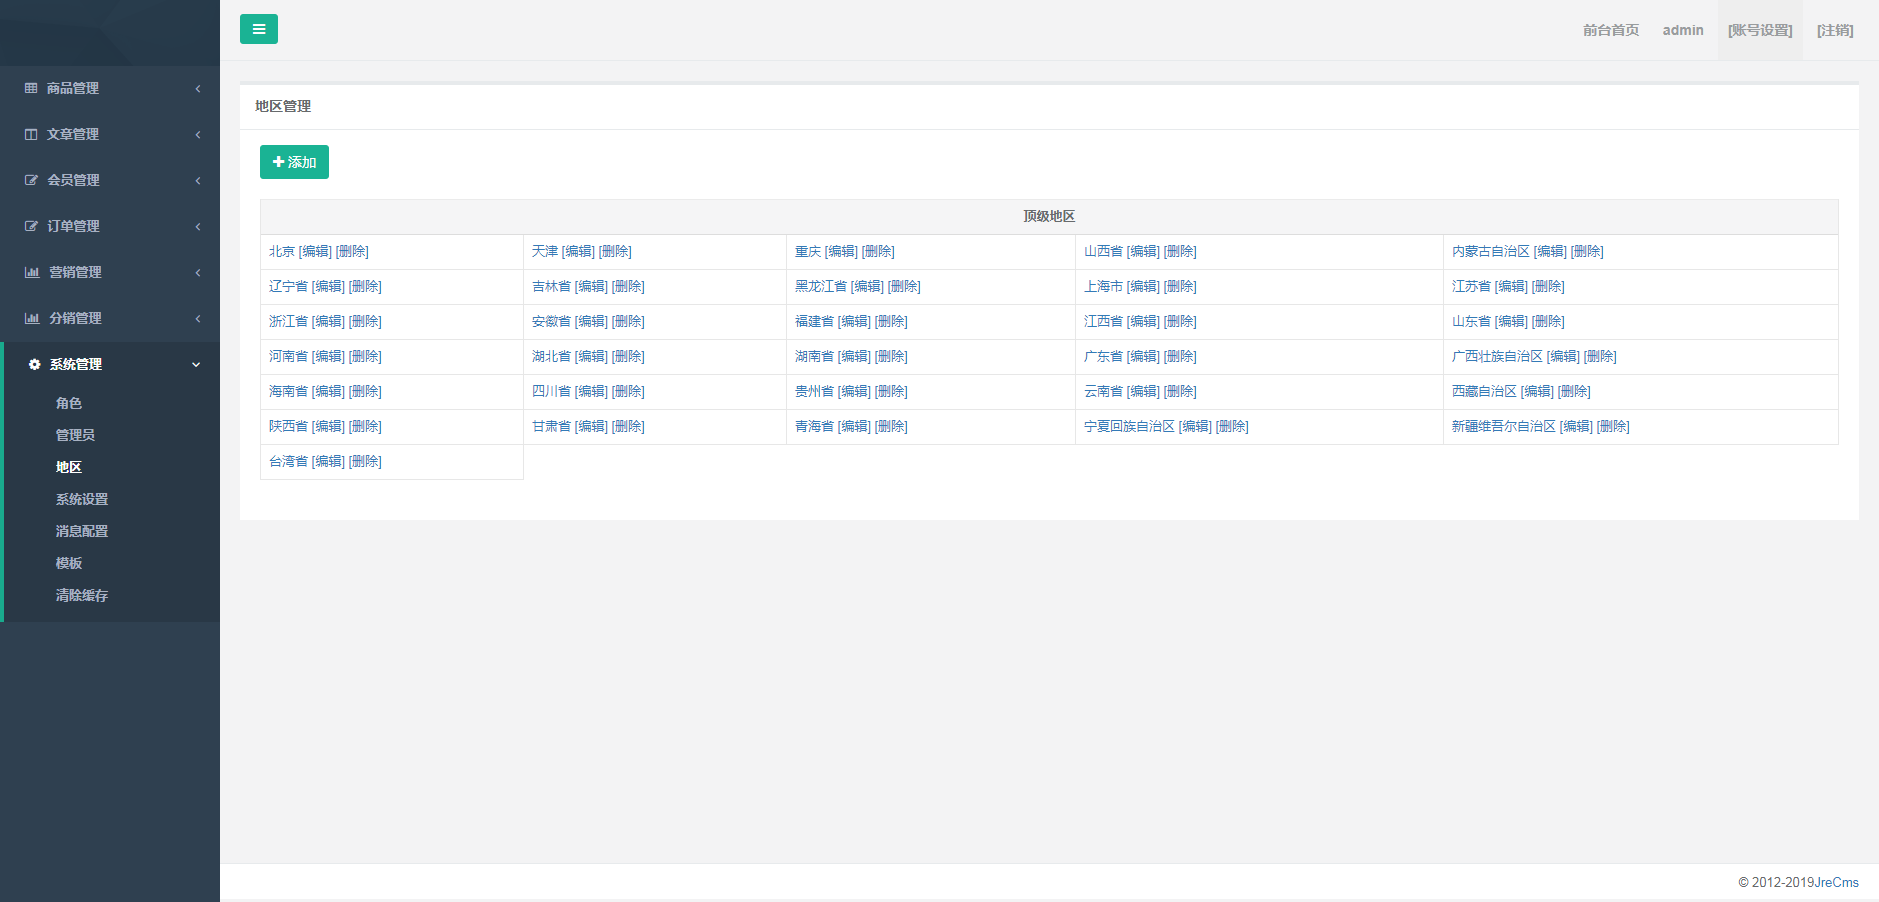 前台首页 admin [账号设置] [注销]
商品管理
文章管理
会员管理
订单管理
营销管理
分销管理
系统管理
角色
管理员
地区
系统设置
消息配置
模板
清除缓存
地区管理
添加
顶级地区
北京 [编辑] [删除] 天津 [编辑] [删除] 重庆 [编辑] [删除] 山西省 [编辑] [删除] 内蒙古自治区 [编辑] [删除]
辽宁省 [编辑] [删除] 吉林省 [编辑] [删除] 黑龙江省 [编辑] [删除] 上海市 [编辑] [删除] 江苏省 [编辑] [删除]
浙江省 [编辑] [删除] 安徽省 [编辑] [删除] 福建省 [编辑] [删除] 江西省 [编辑] [删除] 山东省 [编辑] [删除]
河南省 [编辑] [删除] 湖北省 [编辑] [删除] 湖南省 [编辑] [删除] 广东省 [编辑] [删除] 广西壮族自治区 [编辑] [删除]
海南省 [编辑] [删除] 四川省 [编辑] [删除] 贵州省 [编辑] [删除] 云南省 [编辑] [删除] 西藏自治区 [编辑] [删除]
陕西省 [编辑] [删除] 甘肃省 [编辑] [删除] 青海省 [编辑] [删除] 宁夏回族自治区 [编辑] [删除] 新疆维吾尔自治区 [编辑] [删除]
台湾省 [编辑] [删除]
© 2012-2019JreCms